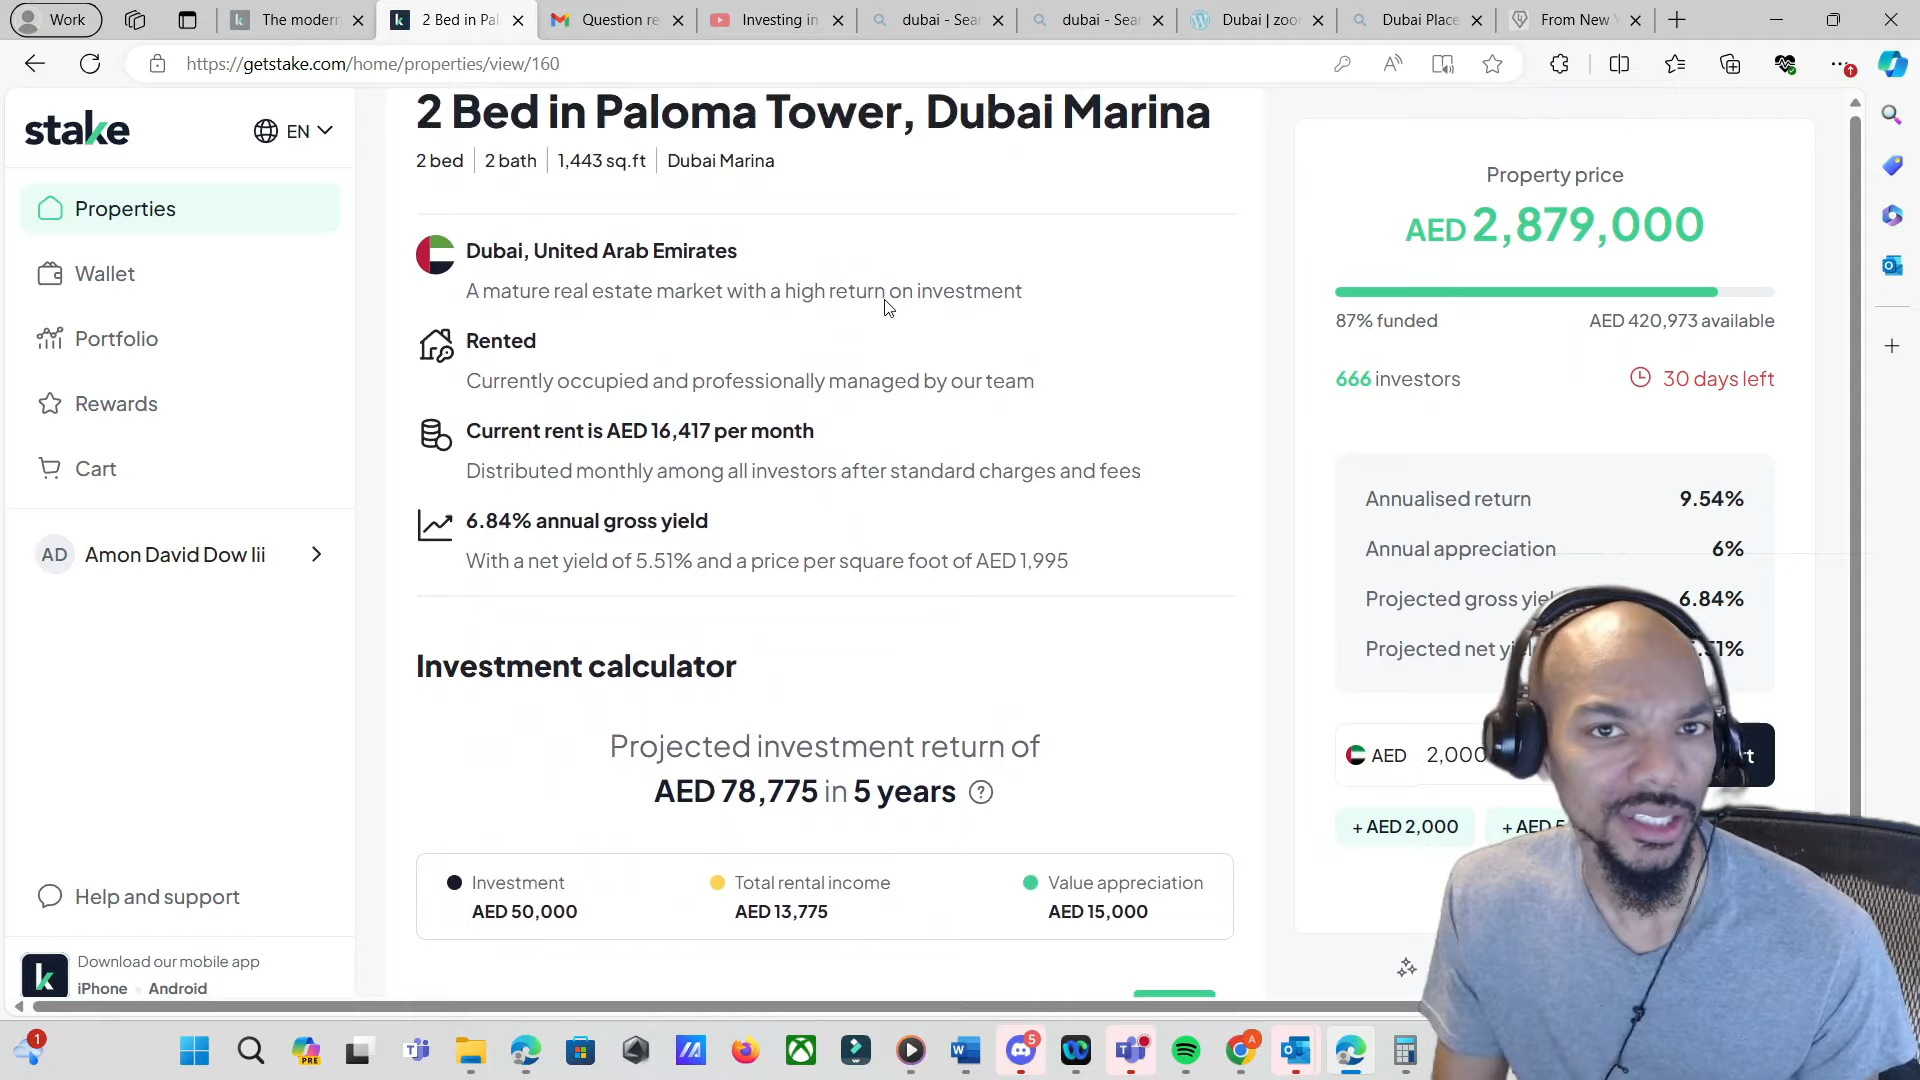 Work
The modern
2 Bed in Pal
Question re
Investing in
dubai - Sear
dubai - Sear
Dubai | zoo
Dubai Place
From New Y
https://getstake.com/home/properties/view/160
stake
EN
Properties
Wallet
Portfolio
Rewards
Cart
AD Amon David Dow Iii
Help and support
Download our mobile app
iPhone Android
2 Bed in Paloma Tower, Dubai Marina
2 bed 2 bath 1,443 sq.ft Dubai Marina
Dubai, United Arab Emirates
A mature real estate market with a high return on investment
Rented
Currently occupied and professionally managed by our team
Current rent is AED 16,417 per month
Distributed monthly among all investors after standard charges and fees
6.84% annual gross yield
With a net yield of 5.51% and a price per square foot of AED 1,995
Investment calculator
Projected investment return of
AED 78,775 in 5 years
Investment
AED 50,000
Total rental income
AED 13,775
Value appreciation
AED 15,000
Property price
AED 2,879,000
87% funded AED 420,973 available
666 investors 30 days left
Annualised return 9.54%
Annual appreciation 6%
Projected gross yiel 6.84%
Projected net yi .51%
AED 2,000 t
+ AED 2,000 + AED 5
1
PRE
5
A